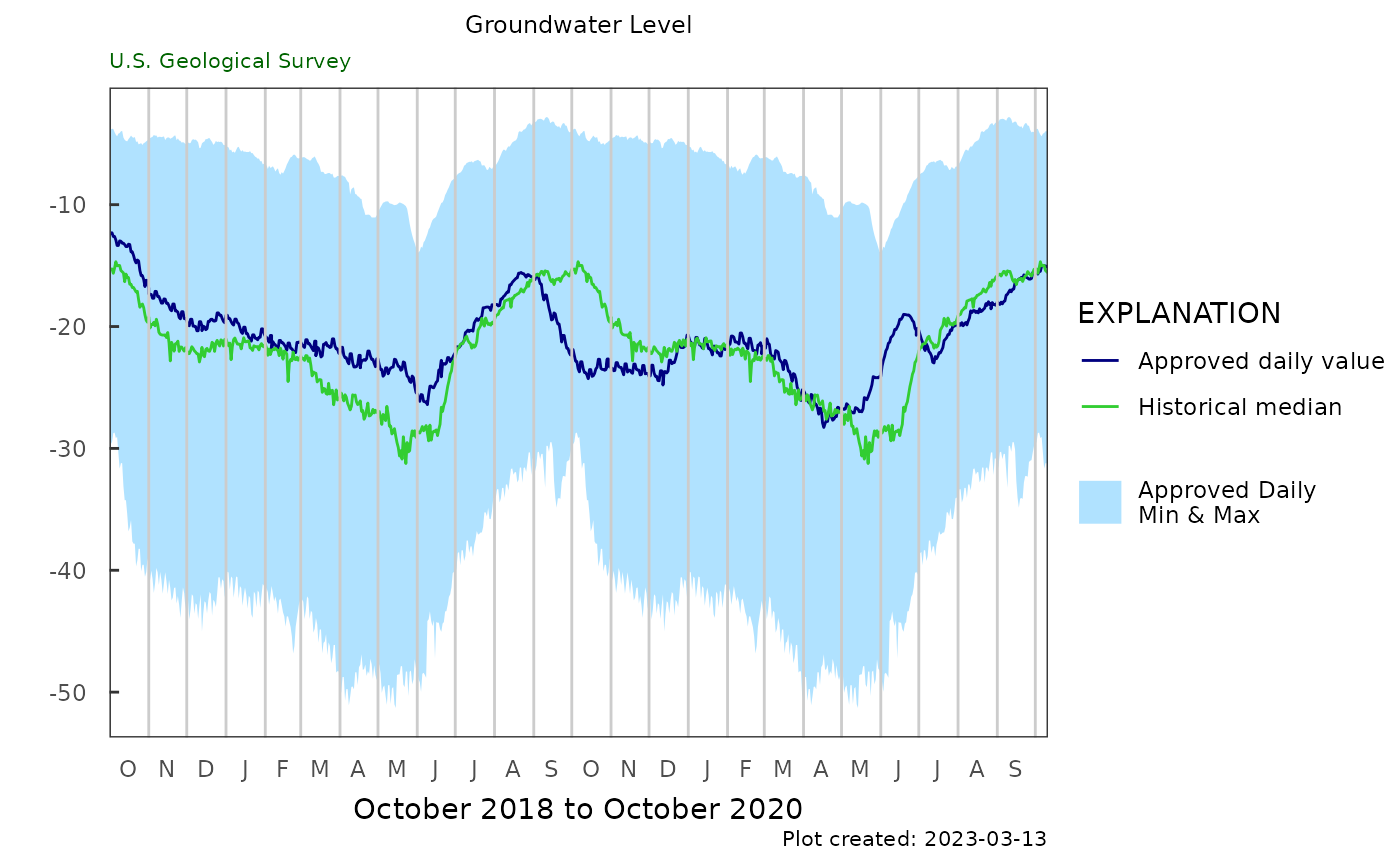 Groundwater Level
U.S. Geological Survey
-10
-20
-30
-40
-50
O N D J F M A M J J A S O N D J F M A M J J A S
October 2018 to October 2020
Plot created: 2023-03-13
EXPLANATION
Approved daily value
Historical median
Approved Daily
Min & Max